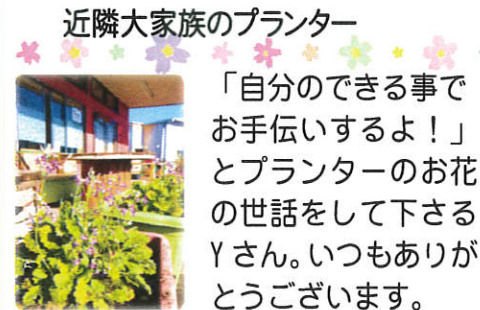 近隣大家族のプランター
「自分のできる事で
お手伝いするよ！」
とプランターのお花
の世話をして下さる
Yさん。いつもありが
とうございます。